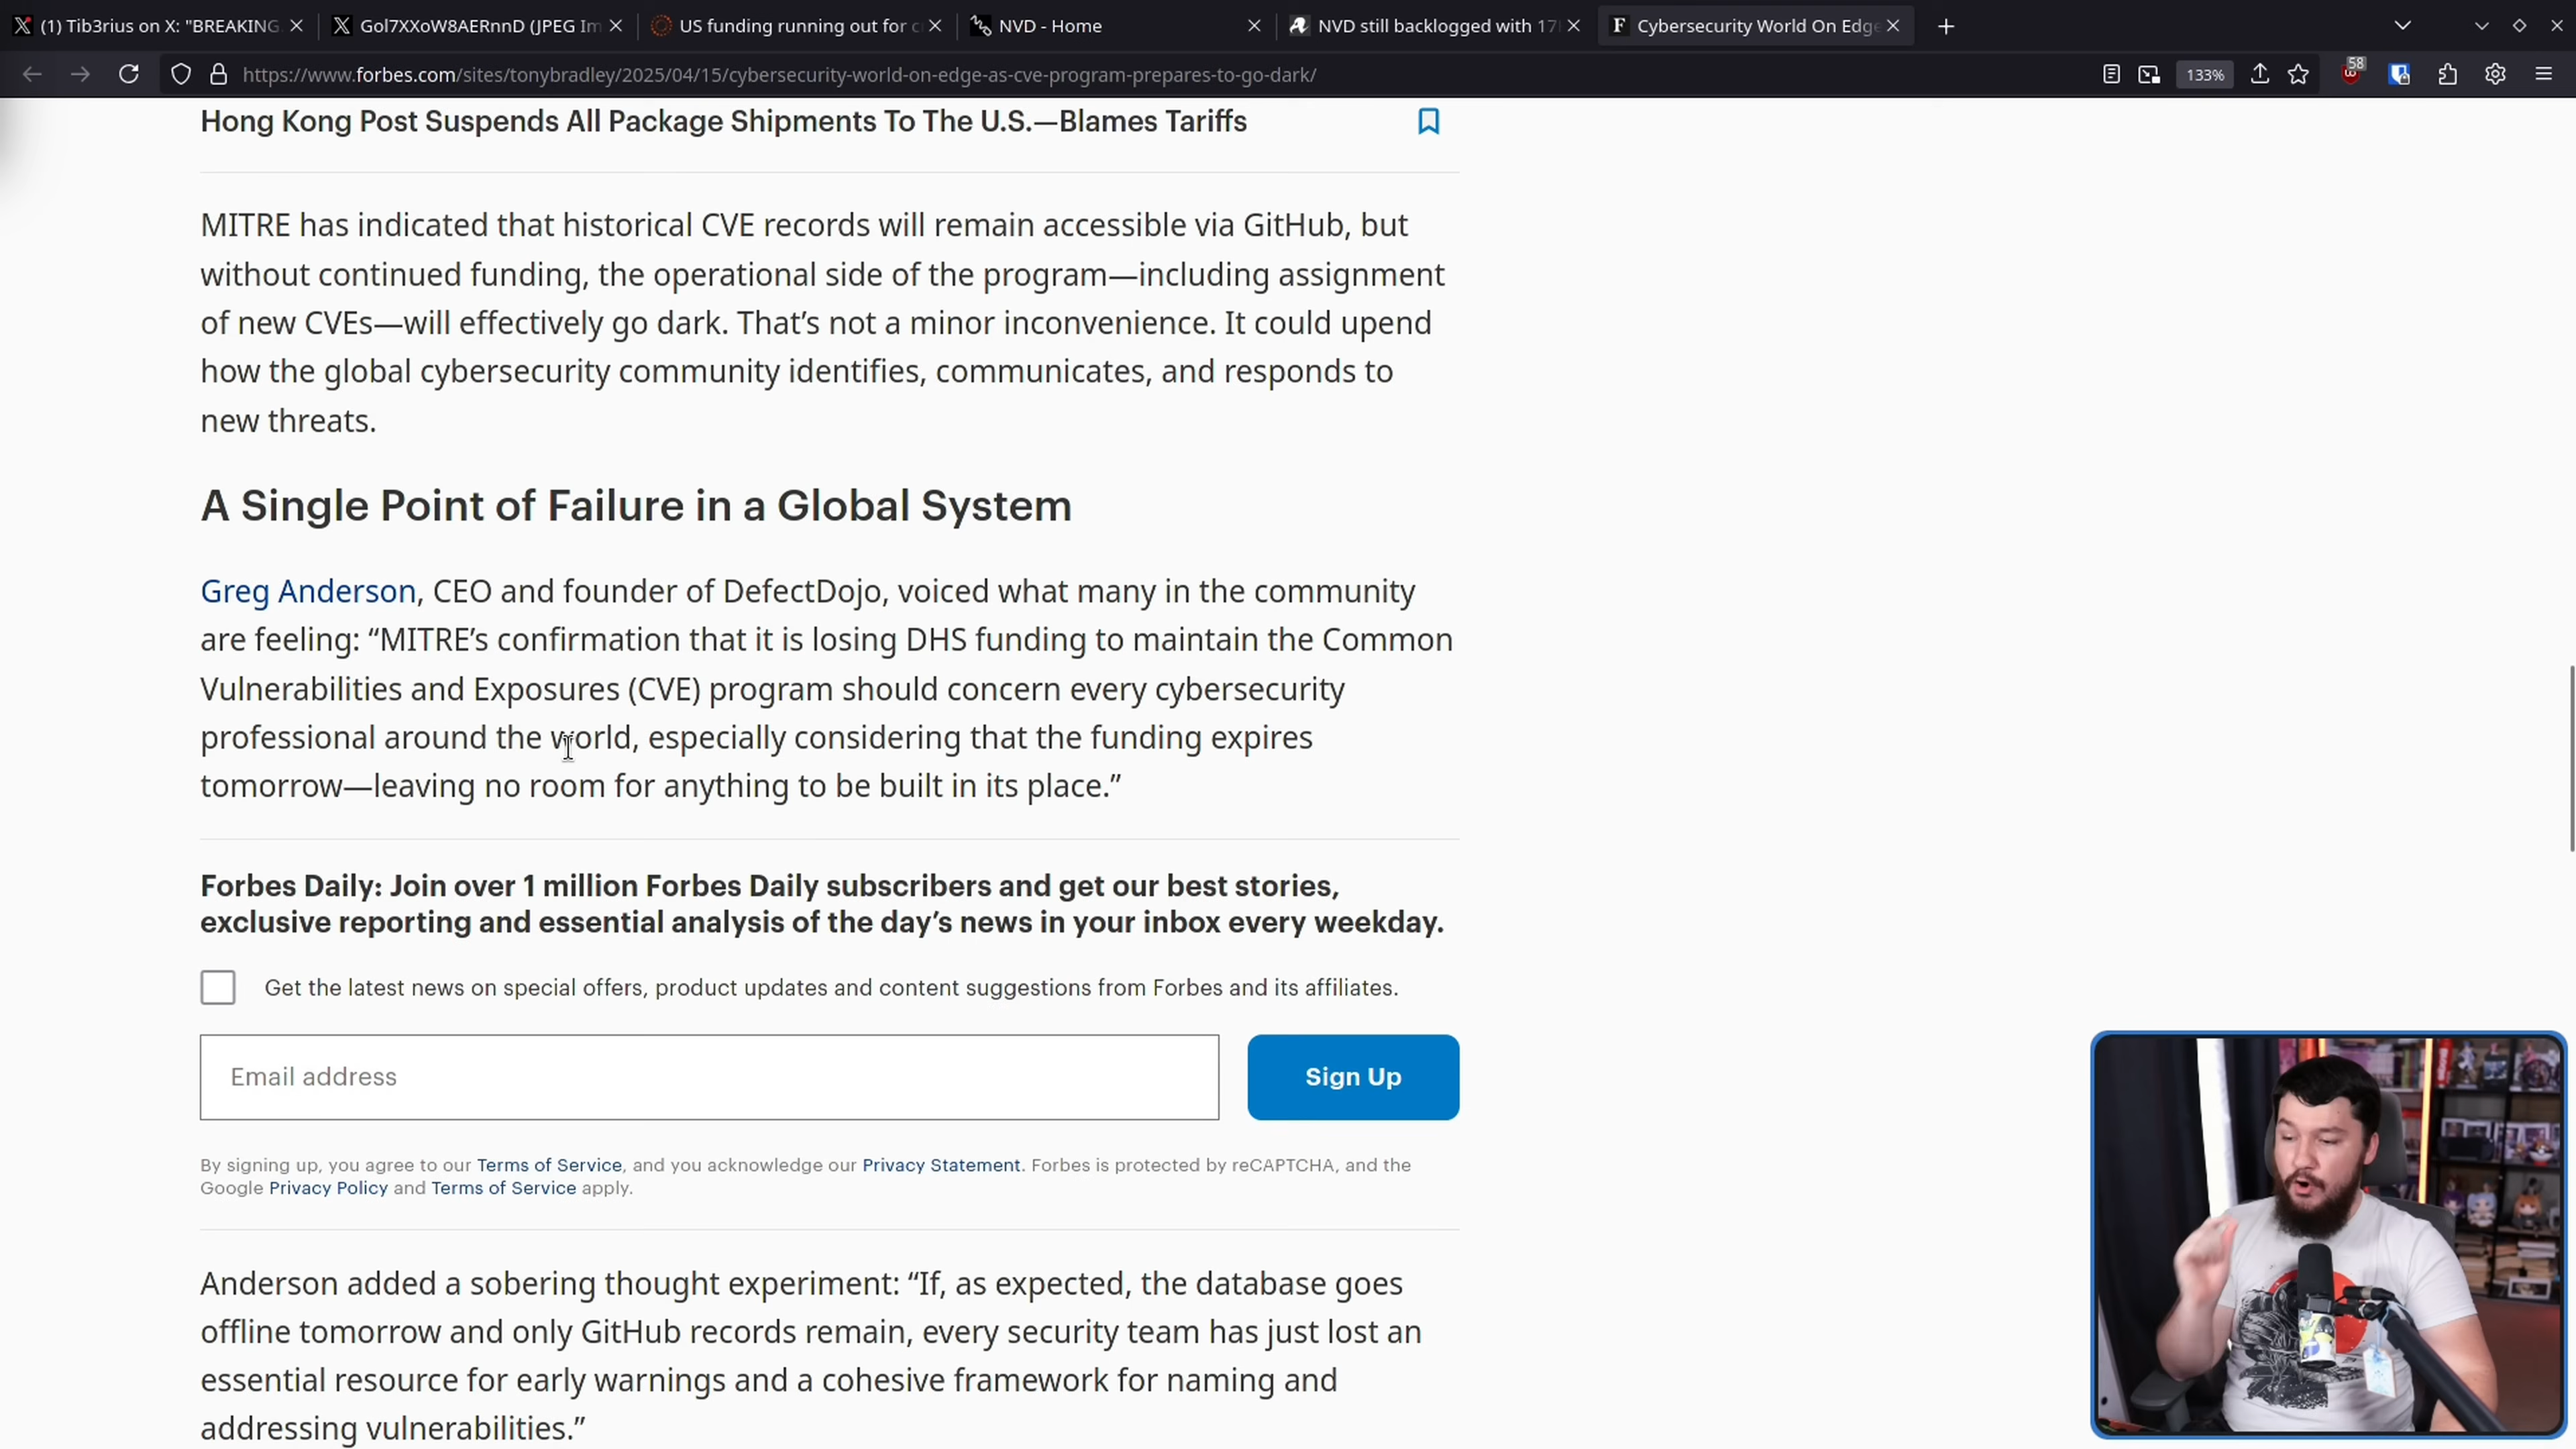 (1) Tib3rius on X: "BREAKING
Gol7XXoW8AERnnD (JPEG Im
US funding running out for c
NVD - Home
NVD still backlogged with 17
Cybersecurity World On Edge
https://www.forbes.com/sites/tonybradley/2025/04/15/cybersecurity-world-on-edge-as-cve-program-prepares-to-go-dark/
133%
58
Hong Kong Post Suspends All Package Shipments To The U.S.—Blames Tariffs
MITRE has indicated that historical CVE records will remain accessible via GitHub, but
without continued funding, the operational side of the program—including assignment
of new CVEs—will effectively go dark. That’s not a minor inconvenience. It could upend
how the global cybersecurity community identifies, communicates, and responds to
new threats.
A Single Point of Failure in a Global System
Greg Anderson, CEO and founder of DefectDojo, voiced what many in the community
are feeling: “MITRE’s confirmation that it is losing DHS funding to maintain the Common
Vulnerabilities and Exposures (CVE) program should concern every cybersecurity
professional around the world, especially considering that the funding expires
tomorrow—leaving no room for anything to be built in its place.”
Forbes Daily: Join over 1 million Forbes Daily subscribers and get our best stories,
exclusive reporting and essential analysis of the day’s news in your inbox every weekday.
Get the latest news on special offers, product updates and content suggestions from Forbes and its affiliates.
Email address
Sign Up
By signing up, you agree to our Terms of Service, and you acknowledge our Privacy Statement. Forbes is protected by reCAPTCHA, and the
Google Privacy Policy and Terms of Service apply.
Anderson added a sobering thought experiment: “If, as expected, the database goes
offline tomorrow and only GitHub records remain, every security team has just lost an
essential resource for early warnings and a cohesive framework for naming and
addressing vulnerabilities.”